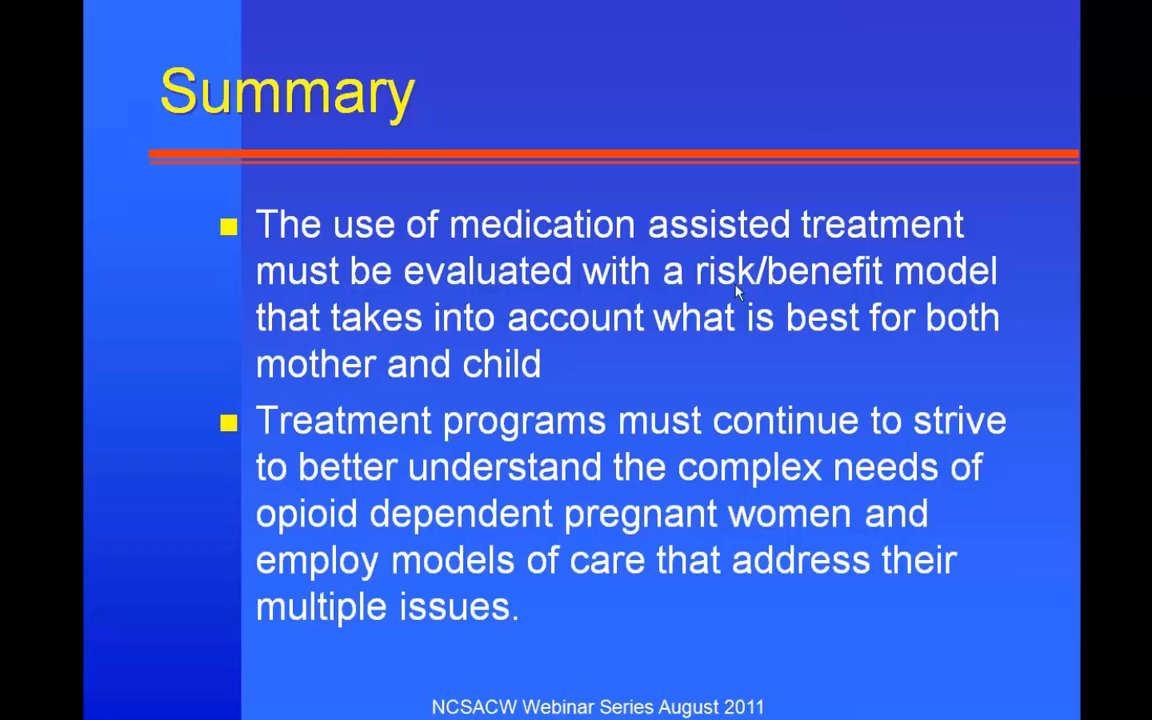 Summary
The use of medication assisted treatment
must be evaluated with a risk/benefit model
that takes into account what is best for both
mother and child
Treatment programs must continue to strive
to better understand the complex needs of
opioid dependent pregnant women and
employ models of care that address their
multiple issues.
NCSACW Webinar Series August 2011